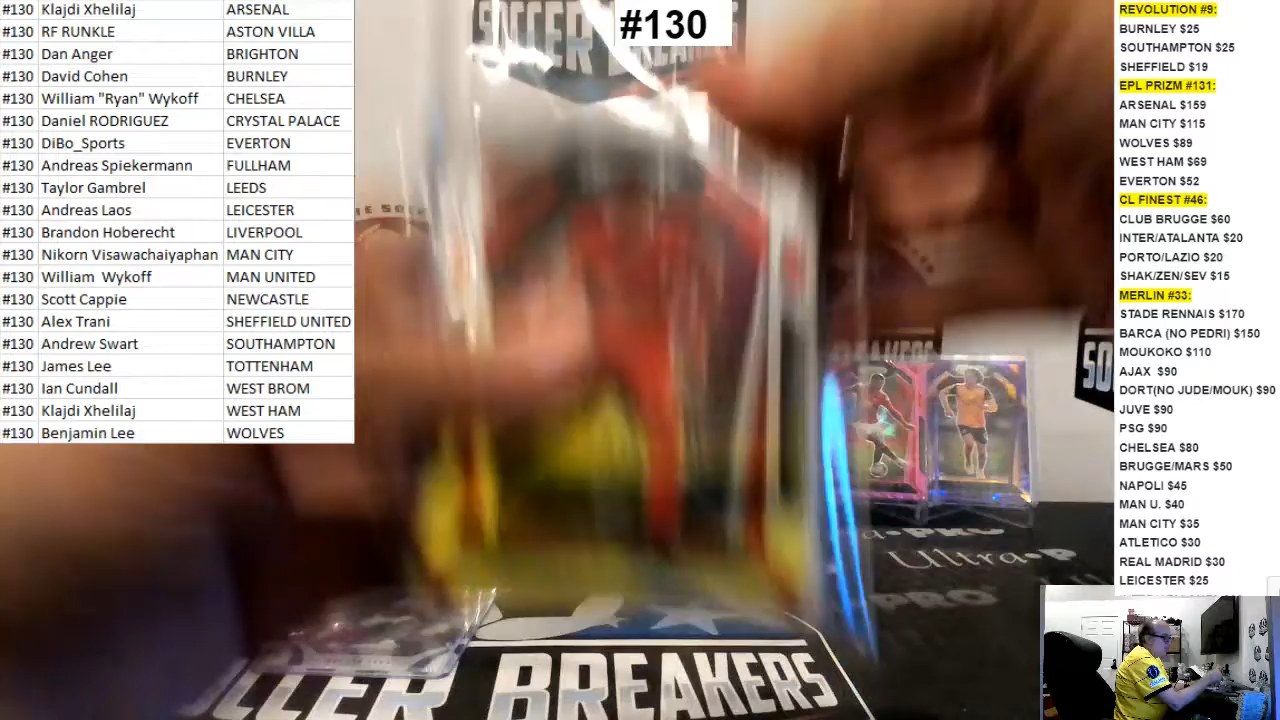 #130 Klajdi Xhelilaj ARSENAL
#130 RF RUNKLE ASTON VILLA
#130 Dan Anger BRIGHTON
#130 David Cohen BURNLEY
#130 William "Ryan" Wykoff CHELSEA
#130 Daniel RODRIGUEZ CRYSTAL PALACE
#130 DiBo_Sports EVERTON
#130 Andreas Spiekermann FULLHAM
#130 Taylor Gambrel LEEDS
#130 Andreas Laos LEICESTER
#130 Brandon Hoberecht LIVERPOOL
#130 Nikorn Visawachaiyaphan MAN CITY
#130 William Wykoff MAN UNITED
#130 Scott Cappie NEWCASTLE
#130 Alex Trani SHEFFIELD UNITED
#130 Andrew Swart SOUTHAMPTON
#130 James Lee TOTTENHAM
#130 Ian Cundall WEST BROM
#130 Klajdi Xhelilaj WEST HAM
#130 Benjamin Lee WOLVES
#130
SOCCER BREAKERS
REVOLUTION #9:
BURNLEY $25
SOUTHAMPTON $25
SHEFFIELD $19
EPL PRIZM #131:
ARSENAL $159
MAN CITY $115
WOLVES $89
WEST HAM $69
EVERTON $52
CL FINEST #46:
CLUB BRUGGE $60
INTER/ATALANTA $20
PORTO/LAZIO $20
SHAK/ZEN/SEV $15
MERLIN #33:
STADE RENNAIS $170
BARCA (NO PEDRI) $150
MOUKOKO $110
AJAX $90
DORT(NO JUDE/MOUK) $90
JUVE $90
PSG $90
CHELSEA $80
BRUGGE/MARS $50
NAPOLI $45
MAN U. $40
MAN CITY $35
ATLETICO $30
REAL MADRID $30
LEICESTER $25
Ultra
PRO
BREAKERS